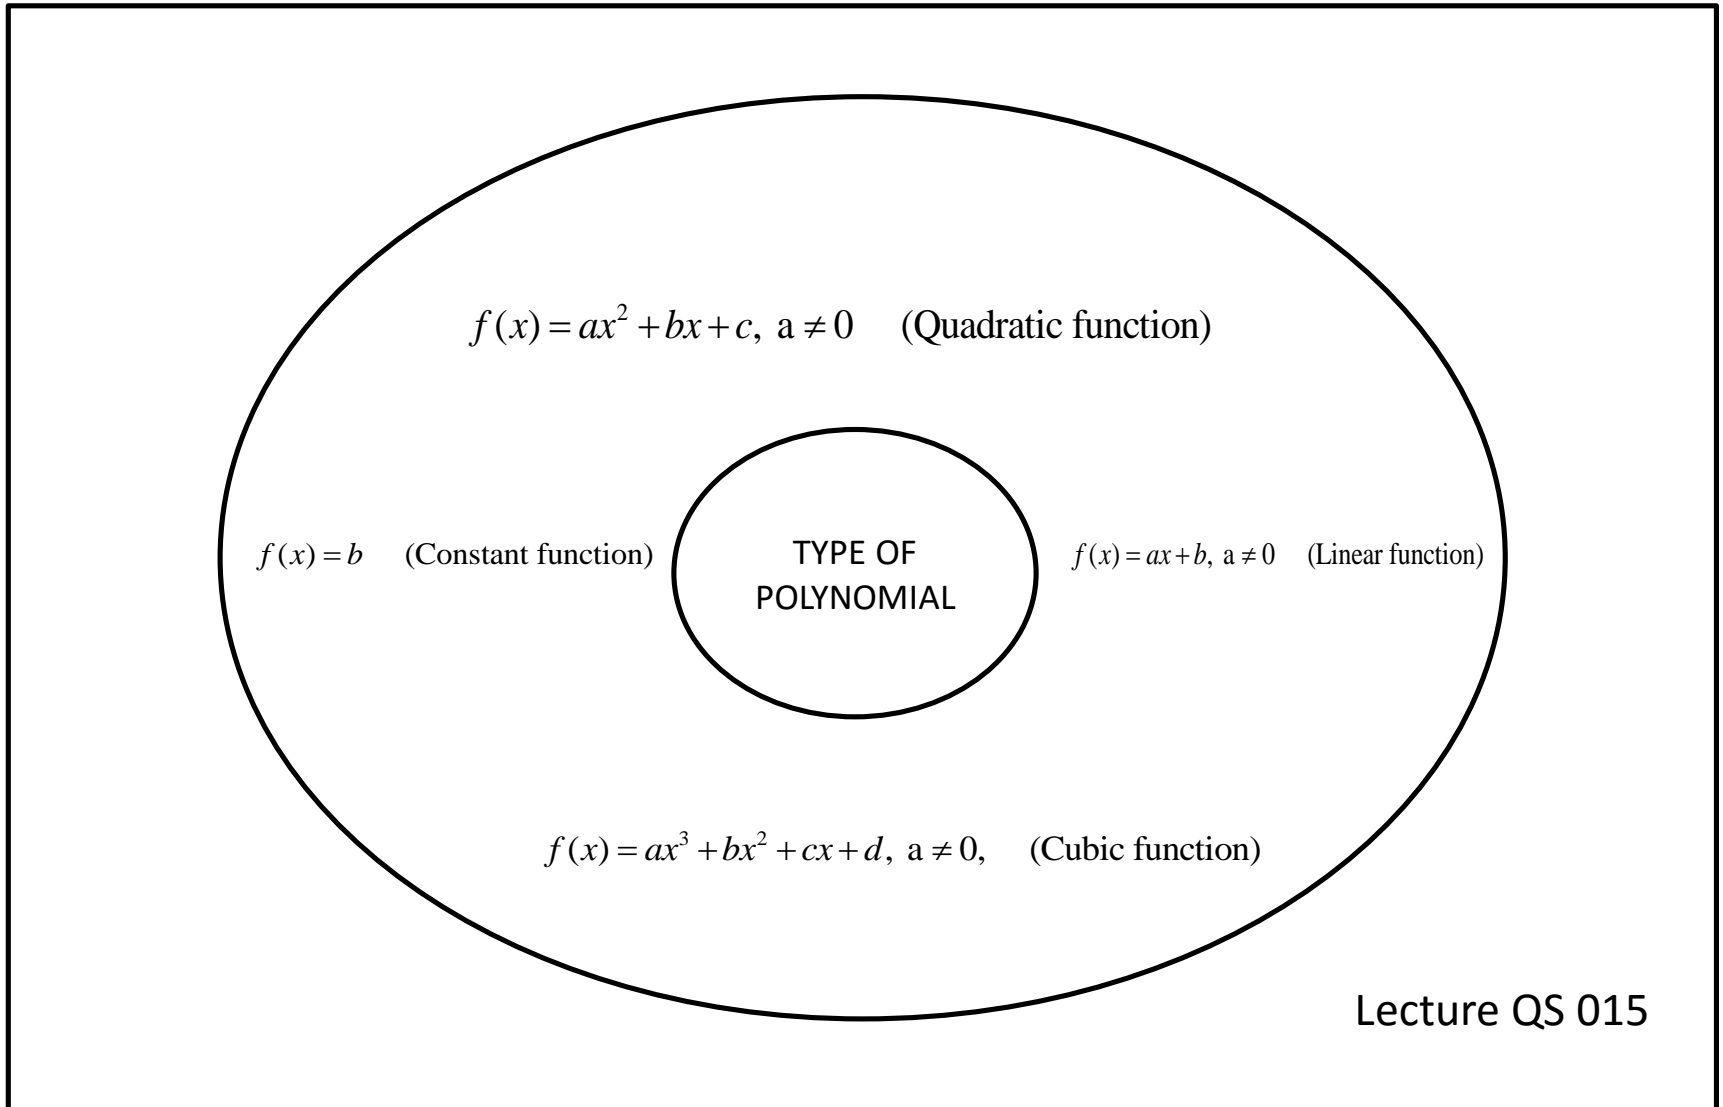 f(x) = ax² + bx + c, a ≠ 0 (Quadratic function)
f(x) = b (Constant function)
TYPE OF
POLYNOMIAL
f(x) = ax + b, a ≠ 0 (Linear function)
f(x) = ax³ + bx² + cx + d, a ≠ 0, (Cubic function)
Lecture QS 015